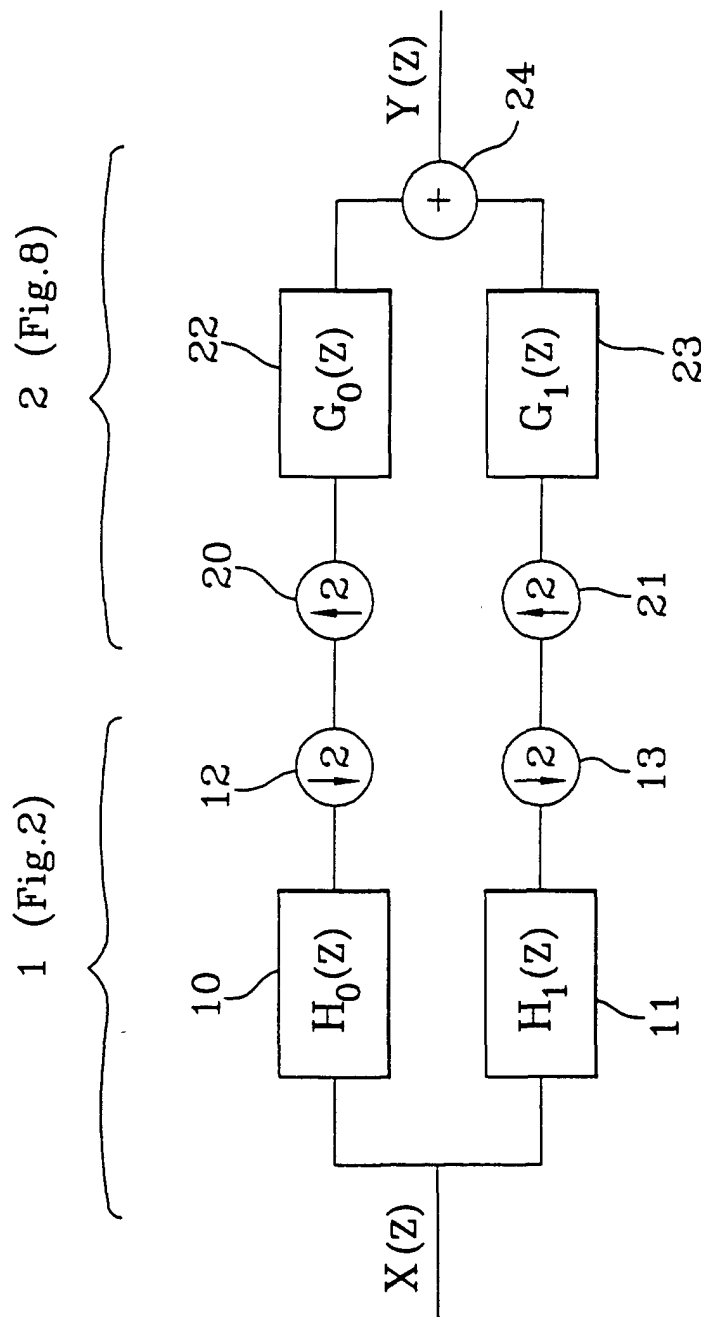 1 (Fig.2)
2 (Fig.8)
X(Z)
10
H0(Z)
12
↓2
20
↑2
22
G0(Z)
11
H1(Z)
13
↓2
21
↑2
23
G1(Z)
+
24
Y(Z)